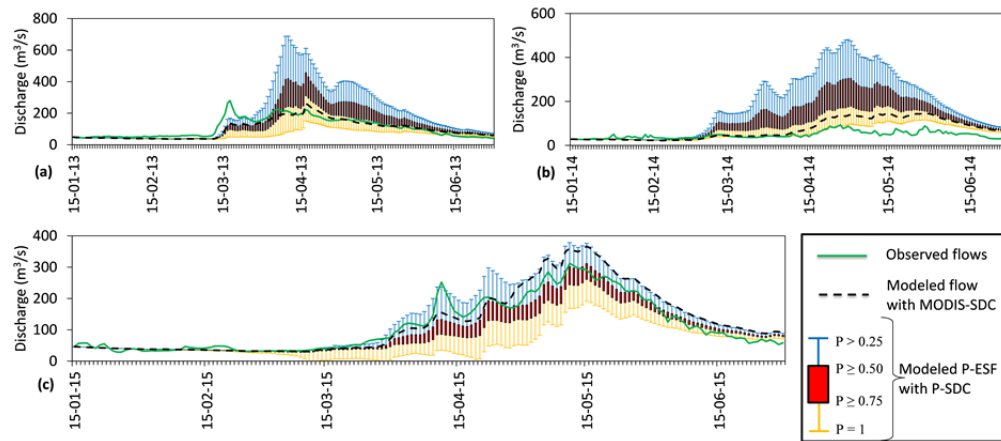 Discharge (m³/s)
800
600
400
200
0
(a)
15-01-13
15-02-13
15-03-13
15-04-13
15-05-13
15-06-13
Discharge (m³/s)
600
400
200
0
(b)
15-01-14
15-02-14
15-03-14
15-04-14
15-05-14
15-06-14
Discharge (m³/s)
400
300
200
100
0
(c)
15-01-15
15-02-15
15-03-15
15-04-15
15-05-15
15-06-15
Observed flows
Modeled flow
with MODIS-SDC
P > 0.25
P ≥ 0.50
P ≥ 0.75
P = 1
Modeled P-ESF
with P-SDC